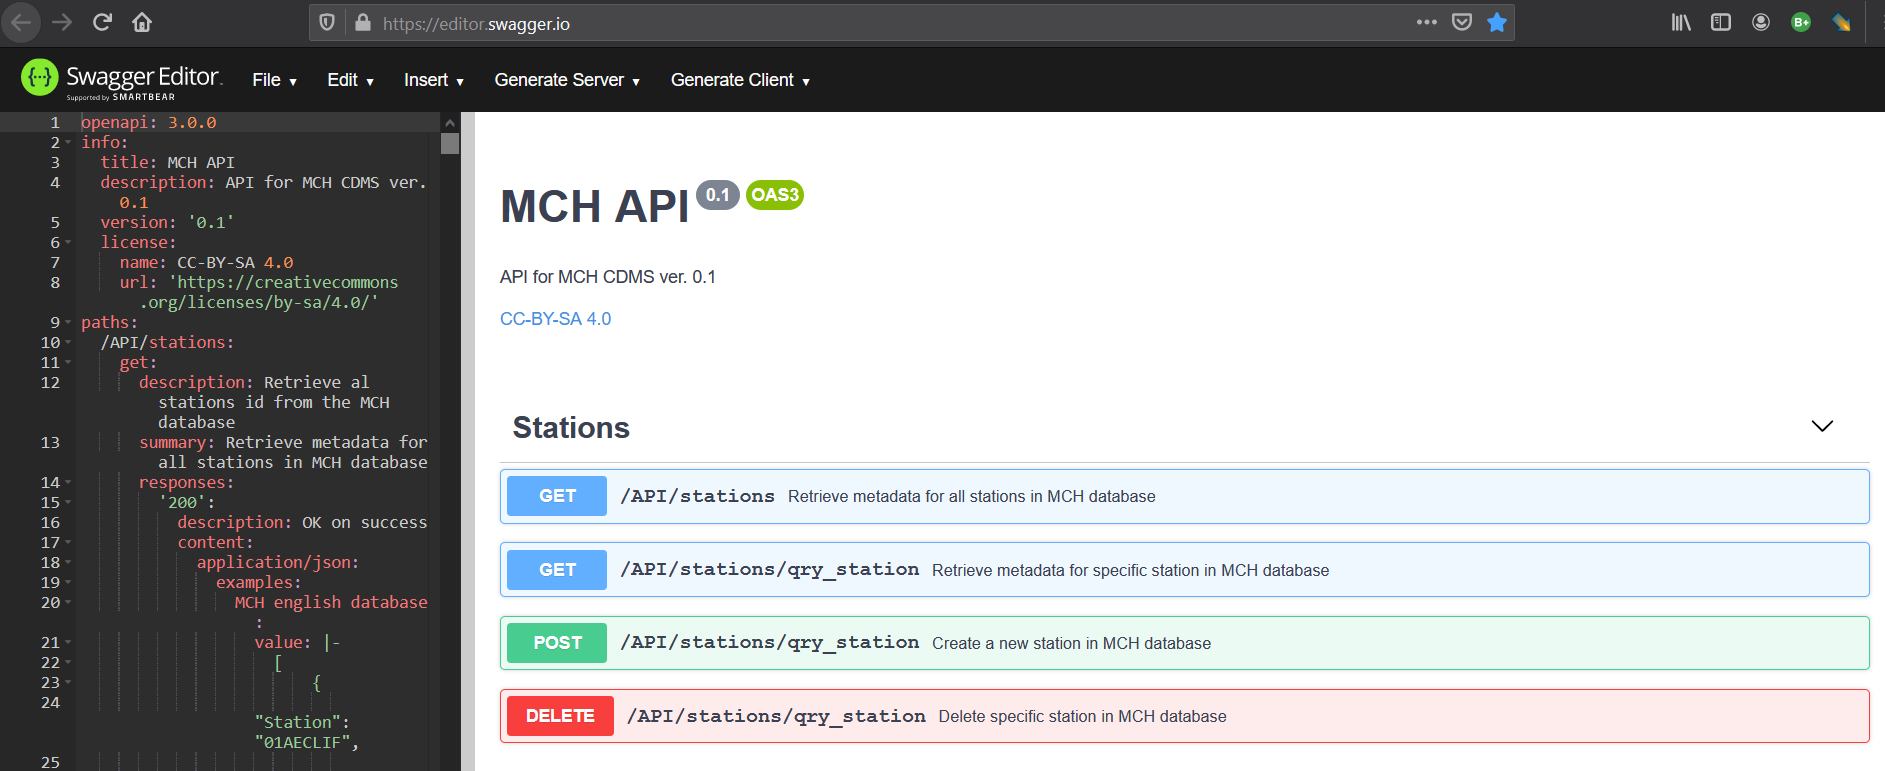 https://editor.swagger.io
B+
{...} Swagger Editor.
Supported by SMARTBEAR
File ▾ Edit ▾ Insert ▾ Generate Server ▾ Generate Client ▾
1 openapi: 3.0.0
2 info:
3 title: MCH API
4 description: API for MCH CDMS ver.
0.1
5 version: '0.1'
6 license:
7 name: CC-BY-SA 4.0
8 url: 'https://creativecommons
.org/licenses/by-sa/4.0/'
9 paths:
10 /API/stations:
11 get:
12 description: Retrieve al
stations id from the MCH
database
13 summary: Retrieve metadata for
all stations in MCH database
14 responses:
15 '200':
16 description: OK on success
17 content:
18 application/json:
19 examples:
20 MCH english database
:
21 value: |-
22 [
23 {
24
"Station":
"01AECLIF",
25
MCH API 0.1 OAS3
API for MCH CDMS ver. 0.1
CC-BY-SA 4.0
Stations
GET /API/stations Retrieve metadata for all stations in MCH database
GET /API/stations/qry_station Retrieve metadata for specific station in MCH database
POST /API/stations/qry_station Create a new station in MCH database
DELETE /API/stations/qry_station Delete specific station in MCH database